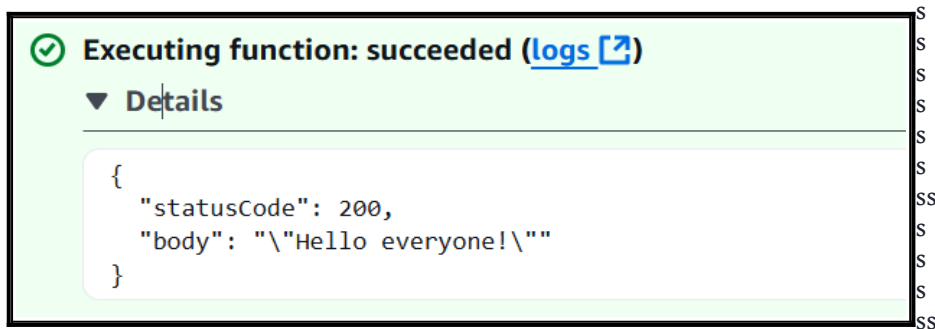 s
Executing function: succeeded (logs)
s
s
Details
s
s
{
s
"statusCode": 200,
ss
"body": "\"Hello everyone!\""
s
}
s
s
ss